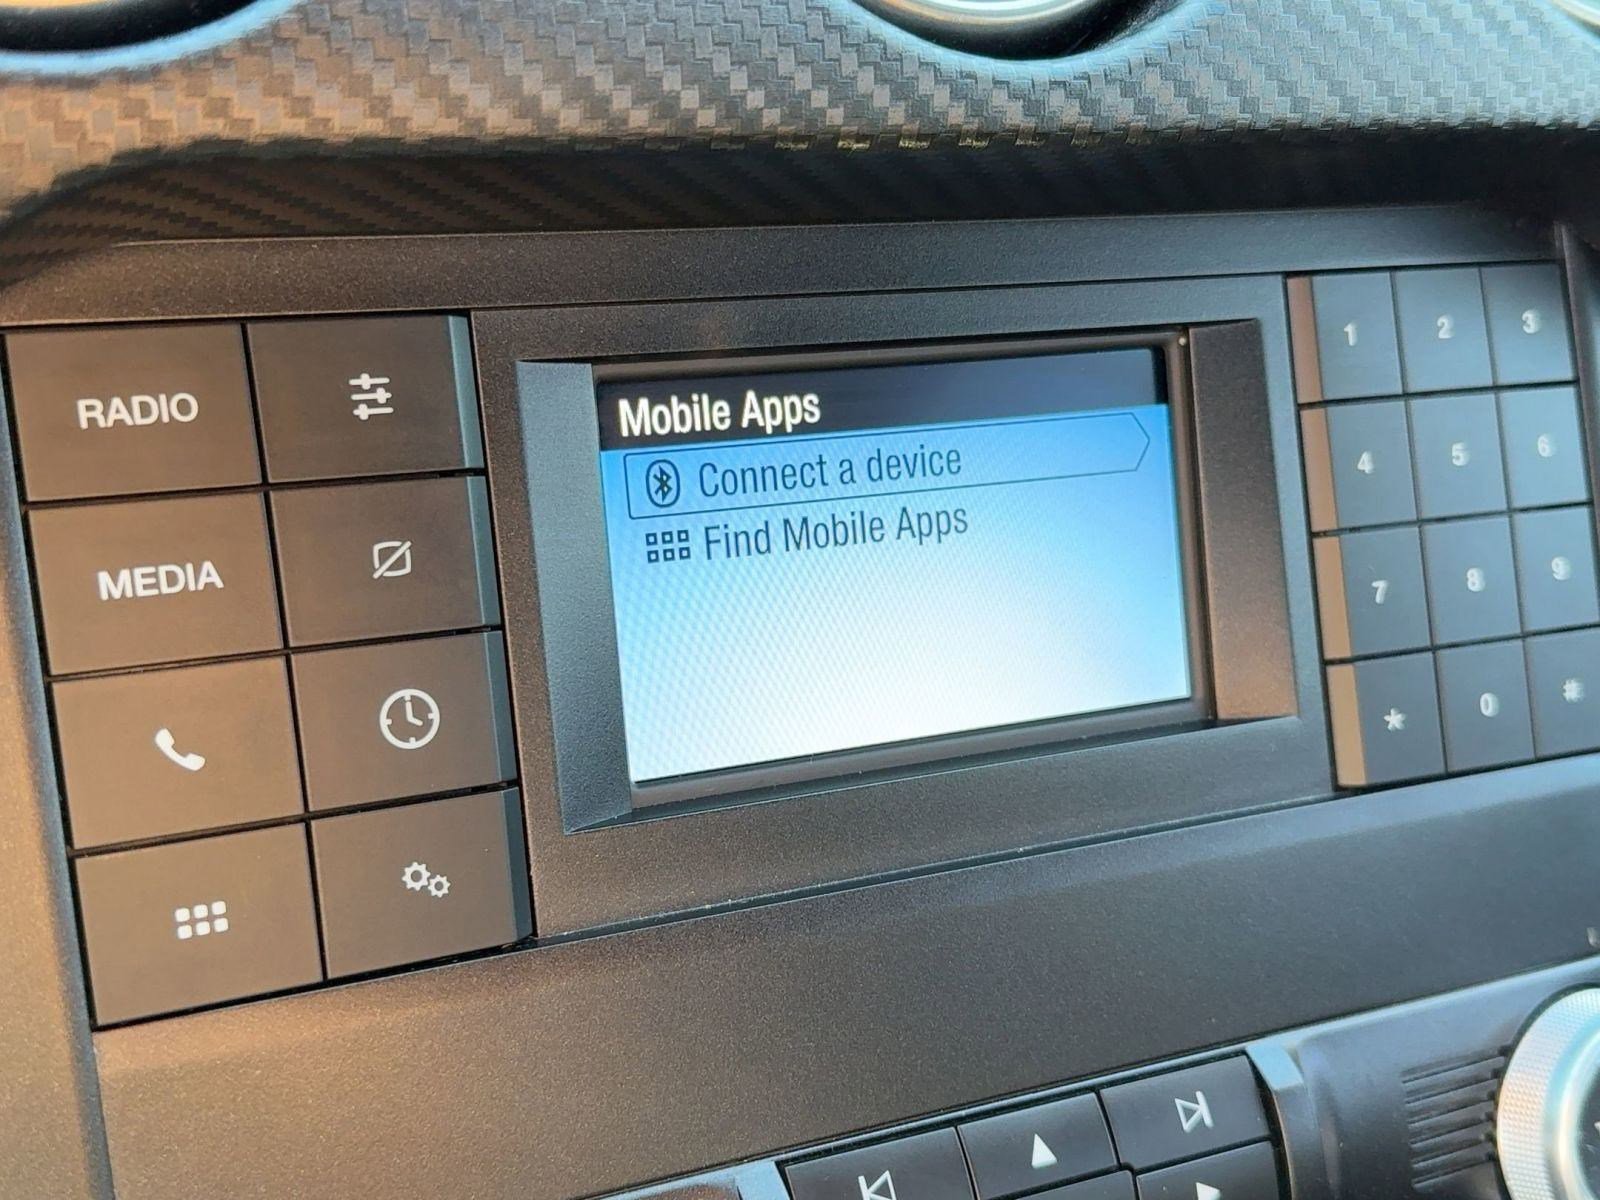 RADIO
MEDIA
Mobile Apps
Connect a device
Find Mobile Apps
1 2 3
4 5 6
7 8 9
* 0 #